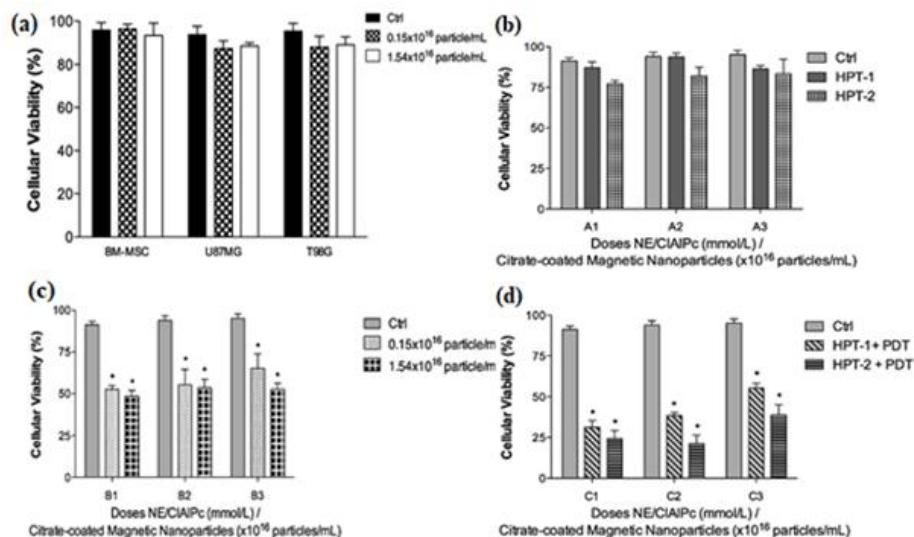 (a)
Cellular Viability (%)
100
80
60
40
20
0
BM-MSC U87MG T98G
Ctrl
0.15x10¹⁶ particle/mL
1.54x10¹⁶ particle/mL
(b)
Cellular Viability (%)
100
75
50
25
0
A1 A2 A3
Doses NE/ClAlPc (mmol/L) /
Citrate-coated Magnetic Nanoparticles (x10¹⁶ particles/mL)
Ctrl
HPT-1
HPT-2
(c)
Cellular Viability (%)
100
75
50
25
0
* * * * * *
B1 B2 B3
Doses NE/ClAlPc (mmol/L) /
Citrate-coated Magnetic Nanoparticles (x10¹⁶ particles/mL)
Ctrl
0.15x10¹⁶ particle/m
1.54x10¹⁶ particle/m
(d)
Cellular Viability (%)
100
75
50
25
0
* * * * * *
C1 C2 C3
Doses NE/ClAlPc (mmol/L) /
Citrate-coated Magnetic Nanoparticles (x10¹⁶ particles/mL)
Ctrl
HPT-1+ PDT
HPT-2 + PDT